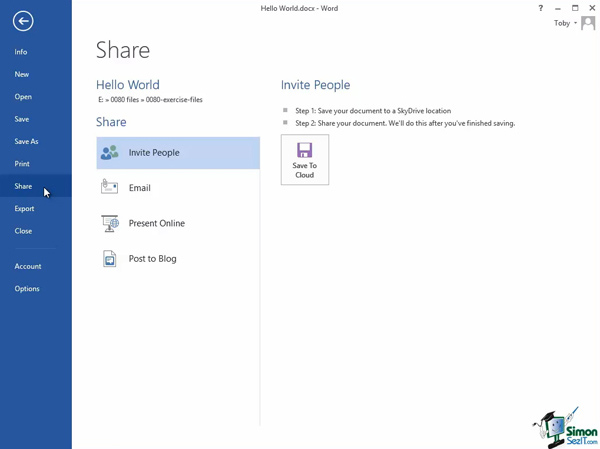 Hello World.docx - Word
?
Toby
Info
New
Open
Save
Save As
Print
Share
Export
Close
Account
Options
Share
Hello World
E: » 0080 files » 0080-exercise-files
Share
Invite People
Email
Present Online
Post to Blog
Invite People
Step 1: Save your document to a SkyDrive location
Step 2: Share your document. We'll do this after you've finished saving.
Save To
Cloud
Simon
SezIT.com